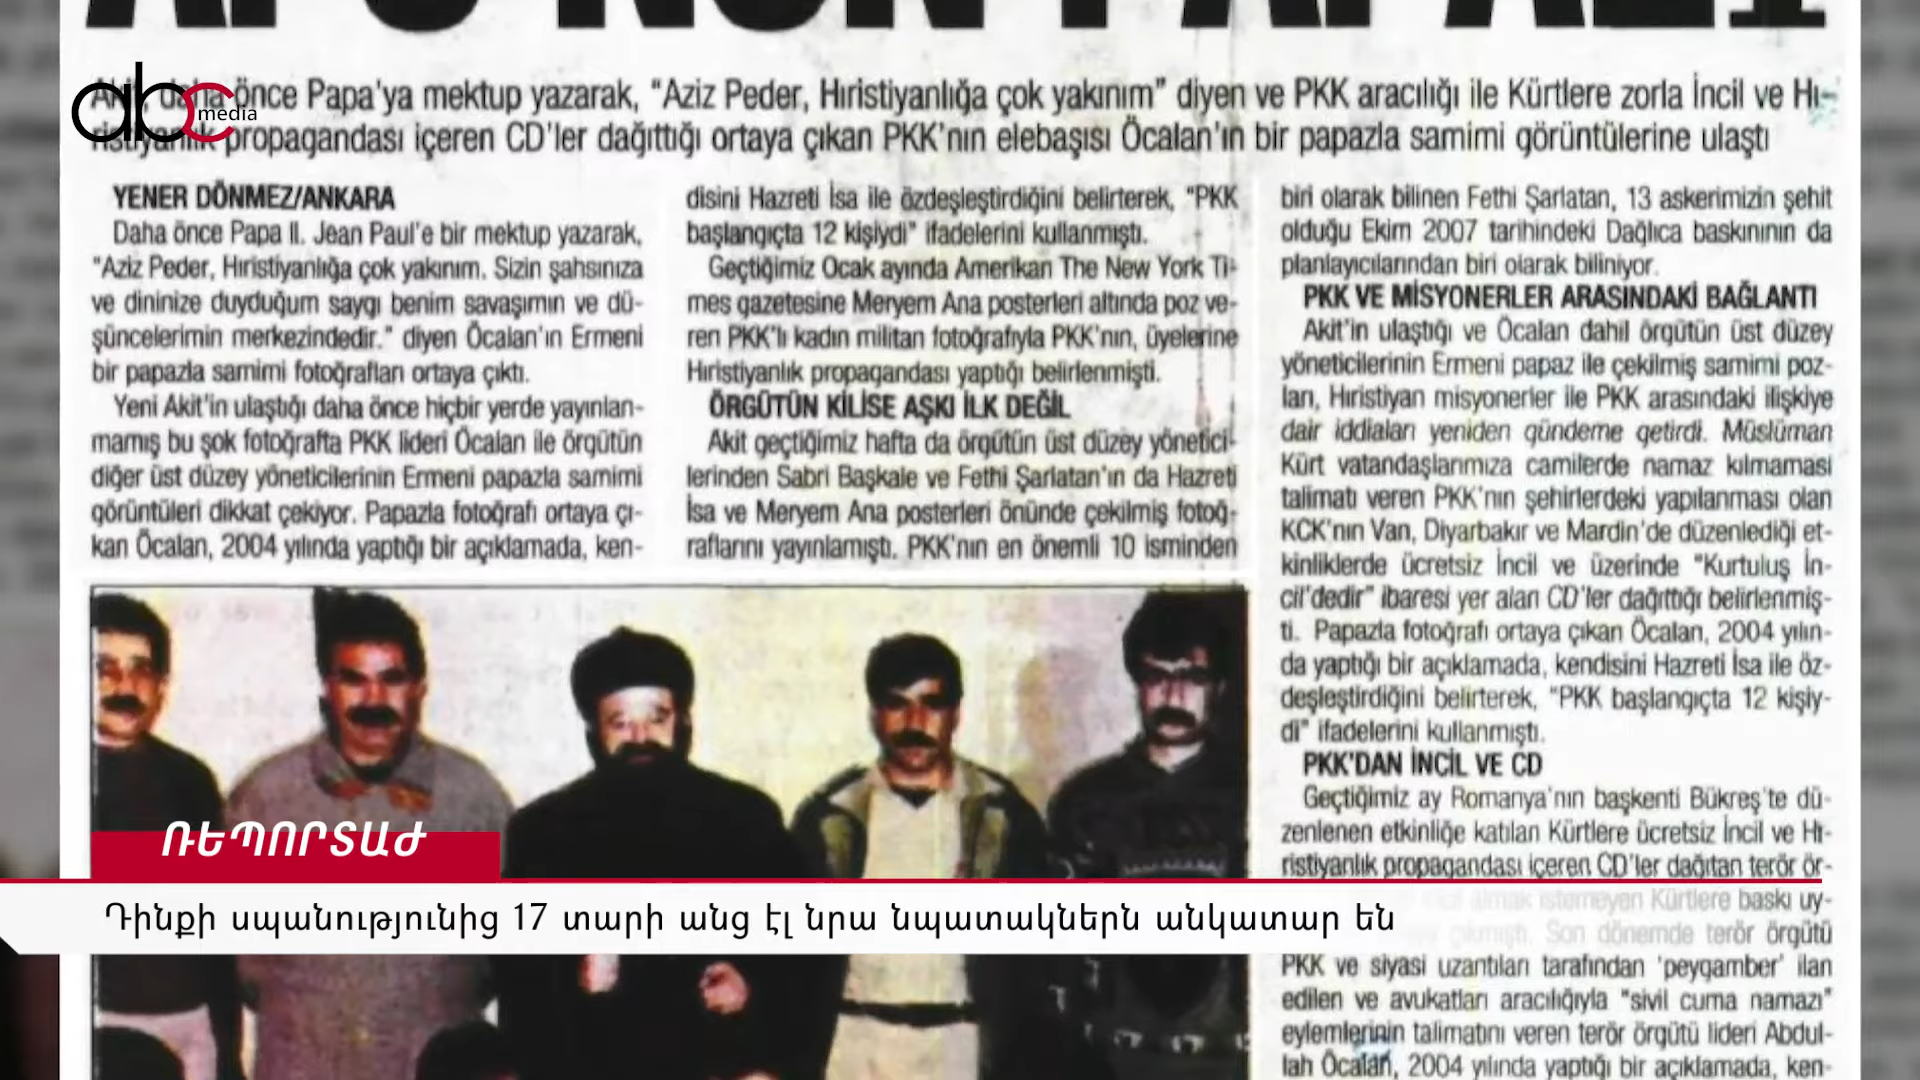 APO'NUN PAPAZI
abc media
daha önce Papa'ya mektup yazarak, “Aziz Peder, Hıristiyanlığa çok yakınım” diyen ve PKK aracılığı ile Kürtlere zorla İncil ve Hı-
ristiyanlık propagandası içeren CD'ler dağıttığı ortaya çıkan PKK'nın elebaşısı Öcalan'ın bir papazla samimi görüntülerine ulaştı
YENER DÖNMEZ/ANKARA
Daha önce Papa II. Jean Paul'e bir mektup yazarak,
“Aziz Peder, Hıristiyanlığa çok yakınım. Sizin şahsınıza
ve dininize duyduğum saygı benim savaşımın ve dü-
şüncelerimin merkezindedir.” diyen Öcalan'ın Ermeni
bir papazla samimi fotoğrafları ortaya çıktı.
Yeni Akit'in ulaştığı daha önce hiçbir yerde yayınlan-
mamış bu şok fotoğrafta PKK lideri Öcalan ile örgütün
diğer üst düzey yöneticilerinin Ermeni papazla samimi
görüntüleri dikkat çekiyor. Papazla fotoğrafı ortaya çı-
kan Öcalan, 2004 yılında yaptığı bir açıklamada, ken-
disini Hazreti İsa ile özdeşleştirdiğini belirterek, “PKK
başlangıçta 12 kişiydi” ifadelerini kullanmıştı.
Geçtiğimiz Ocak ayında Amerikan The New York Ti-
mes gazetesine Meryem Ana posterleri altında poz ve-
ren PKK'lı kadın militan fotoğrafıyla PKK'nın, üyelerine
Hıristiyanlık propagandası yaptığı belirlenmişti.
ÖRGÜTÜN KİLİSE AŞKI İLK DEĞİL
Akit geçtiğimiz hafta da örgütün üst düzey yönetici-
lerinden Sabri Başkale ve Fethi Şarlatan'ın da Hazreti
İsa ve Meryem Ana posterleri önünde çekilmiş fotoğ-
raflarını yayınlamıştı. PKK'nın en önemli 10 isminden
biri olarak bilinen Fethi Şarlatan, 13 askerimizin şehit
olduğu Ekim 2007 tarihindeki Dağlıca baskınının da
planlayıcılarından biri olarak biliniyor.
PKK VE MİSYONERLER ARASINDAKİ BAĞLANTI
Akit'in ulaştığı ve Öcalan dahil örgütün üst düzey
yöneticilerinin Ermeni papaz ile çekilmiş samimi poz-
ları, Hıristiyan misyonerler ile PKK arasındaki ilişkiye
dair iddiaları yeniden gündeme getirdi. Müslüman
Kürt vatandaşlarımıza camilerde namaz kılmaması
talimatı veren PKK'nın şehirlerdeki yapılanması olan
KCK'nın Van, Diyarbakır ve Mardin'de düzenlediği et-
kinliklerde ücretsiz İncil ve üzerinde “Kurtuluş İn-
cil'dedir” ibaresi yer alan CD'ler dağıttığı belirlenmiş-
ti. Papazla fotoğrafı ortaya çıkan Öcalan, 2004 yılın-
da yaptığı bir açıklamada, kendisini Hazreti İsa ile öz-
deşleştirdiğini belirterek, “PKK başlangıçta 12 kişiy-
di” ifadelerini kullanmıştı.
PKK'DAN İNCİL VE CD
Geçtiğimiz ay Romanya'nın başkenti Bükreş'te dü-
zenlenen etkinliğe katılan Kürtlere ücretsiz İncil ve Hı-
ristiyanlık propagandası içeren CD'ler dağıtan terör ör-
almak istemeyen Kürtlere baskı uy-
çıkmıştı. Son dönemde terör örgütü
PKK ve siyasi uzantıları tarafından ‘peygamber’ ilan
edilen ve avukatları aracılığıyla “sivil cuma namazı”
eylemlerinin talimatını veren terör örgütü lideri Abdul-
lah Öcalan, 2004 yılında yaptığı bir açıklamada, ken-
ՌԵՊՈՐՏԱԺ
Դինքի սպանությունից 17 տարի անց էլ նրա նպատակներն անկատար են